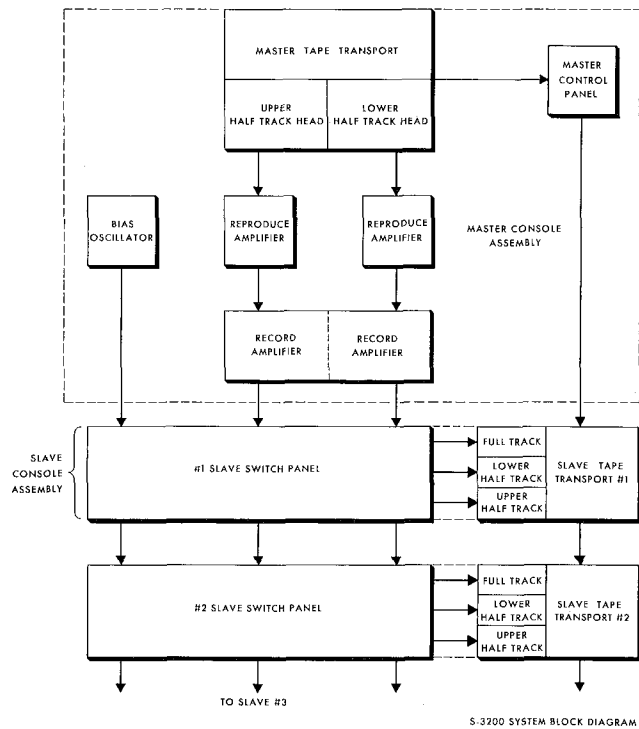 MASTER TAPE TRANSPORT
UPPER
HALF TRACK HEAD
LOWER
HALF TRACK HEAD
MASTER
CONTROL
PANEL
BIAS
OSCILLATOR
REPRODUCE
AMPLIFIER
REPRODUCE
AMPLIFIER
MASTER CONSOLE
ASSEMBLY
RECORD
AMPLIFIER
RECORD
AMPLIFIER
SLAVE
CONSOLE
ASSEMBLY
#1 SLAVE SWITCH PANEL
FULL TRACK
LOWER
HALF TRACK
UPPER
HALF TRACK
SLAVE TAPE
TRANSPORT #1
#2 SLAVE SWITCH PANEL
FULL TRACK
LOWER
HALF TRACK
UPPER
HALF TRACK
SLAVE TAPE
TRANSPORT #2
TO SLAVE #3
S-3200 SYSTEM BLOCK DIAGRAM